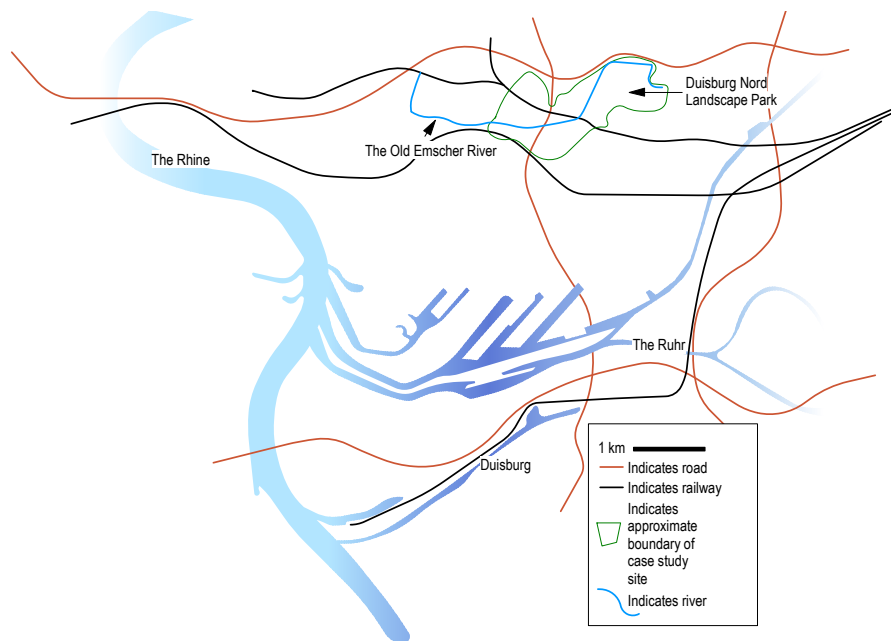 Duisburg Nord
Landscape Park
The Old Emscher River
The Rhine
The Ruhr
Duisburg
1 km
Indicates road
Indicates railway
Indicates
approximate
boundary of
case study
site
Indicates river